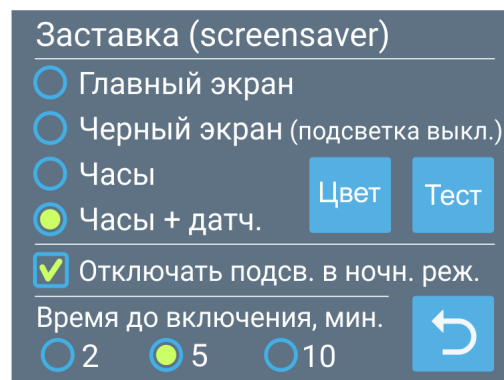 Заставка (screensaver)
Главный экран
Черный экран (подсветка выкл.)
Часы
Цвет Тест
Часы + датч.
Отключать подсв. в ночн. реж.
Время до включения, мин.
2 5 10